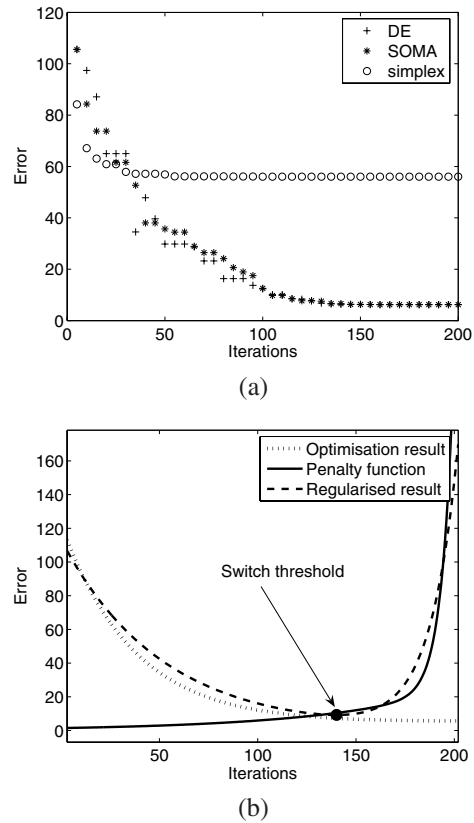 120
100
80
60
40
20
0
Error
0
50
100
150
200
Iterations
DE
SOMA
simplex
(a)
160
140
120
100
80
60
40
20
0
Error
50
100
150
200
Iterations
Optimisation result
Penalty function
Regularised result
Switch threshold
(b)